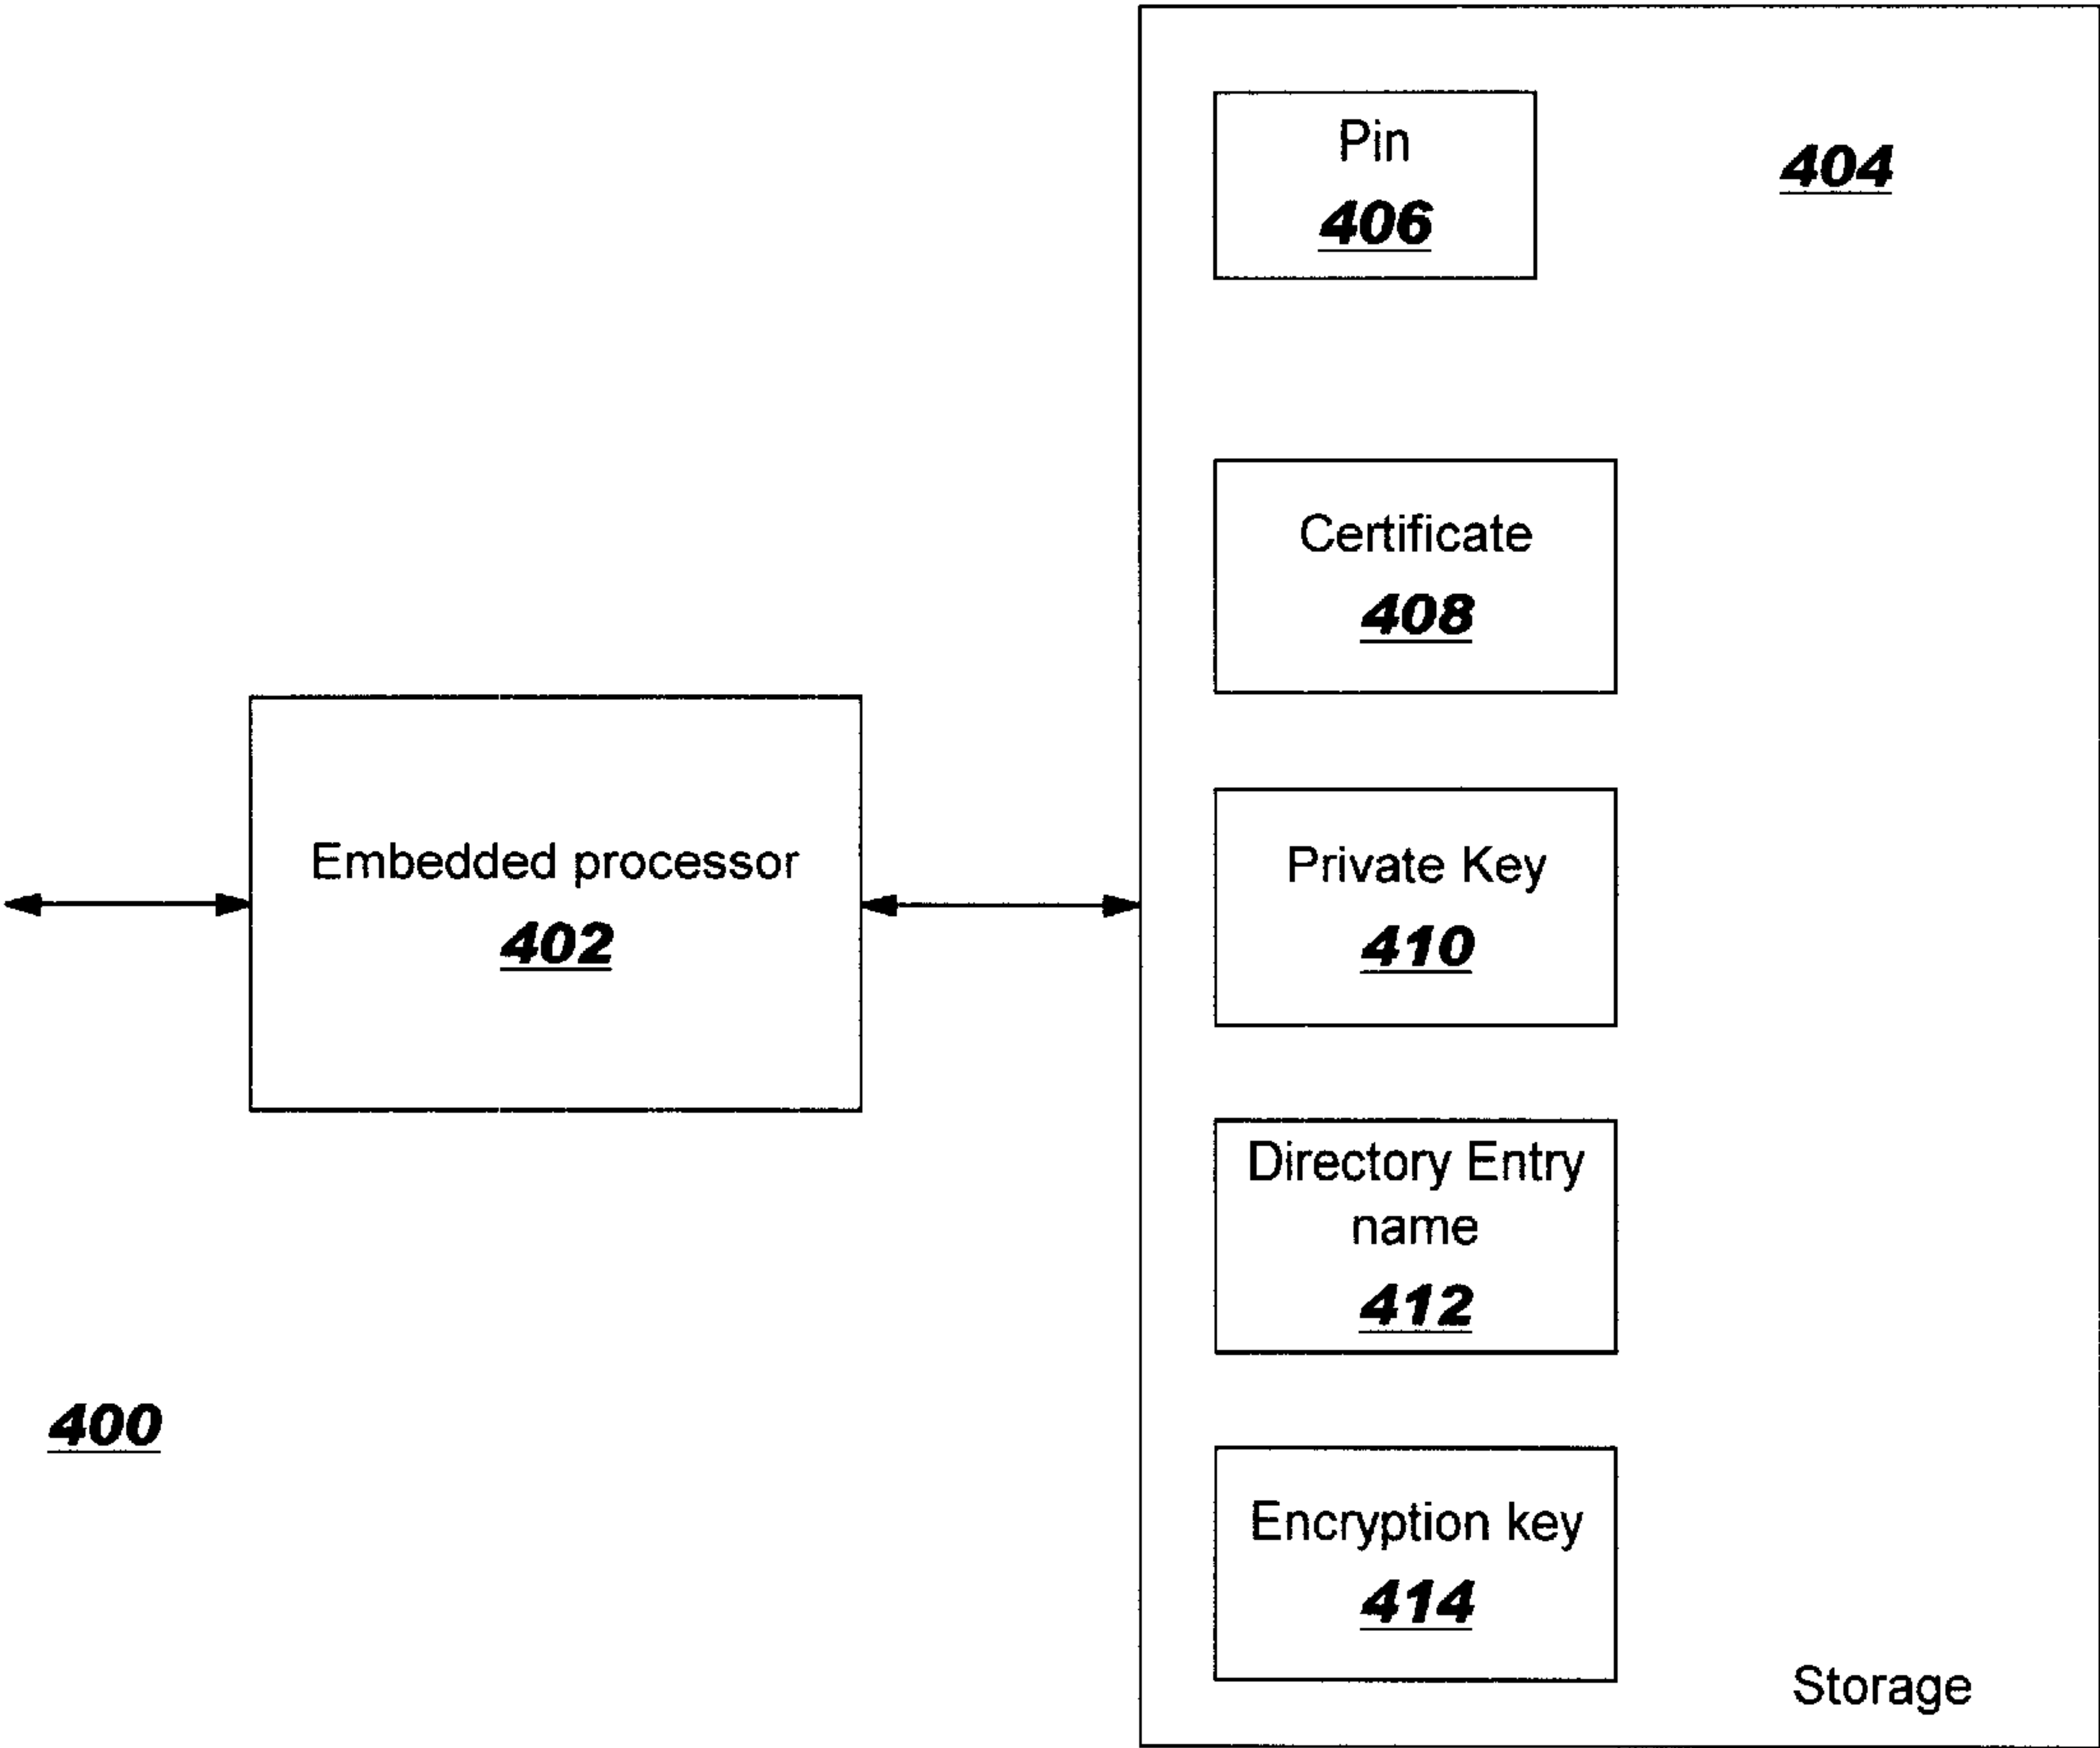 Pin
406
404
Certificate
408
Embedded processor
402
Private Key
410
Directory Entry
name
412
400
Encryption key
414
Storage